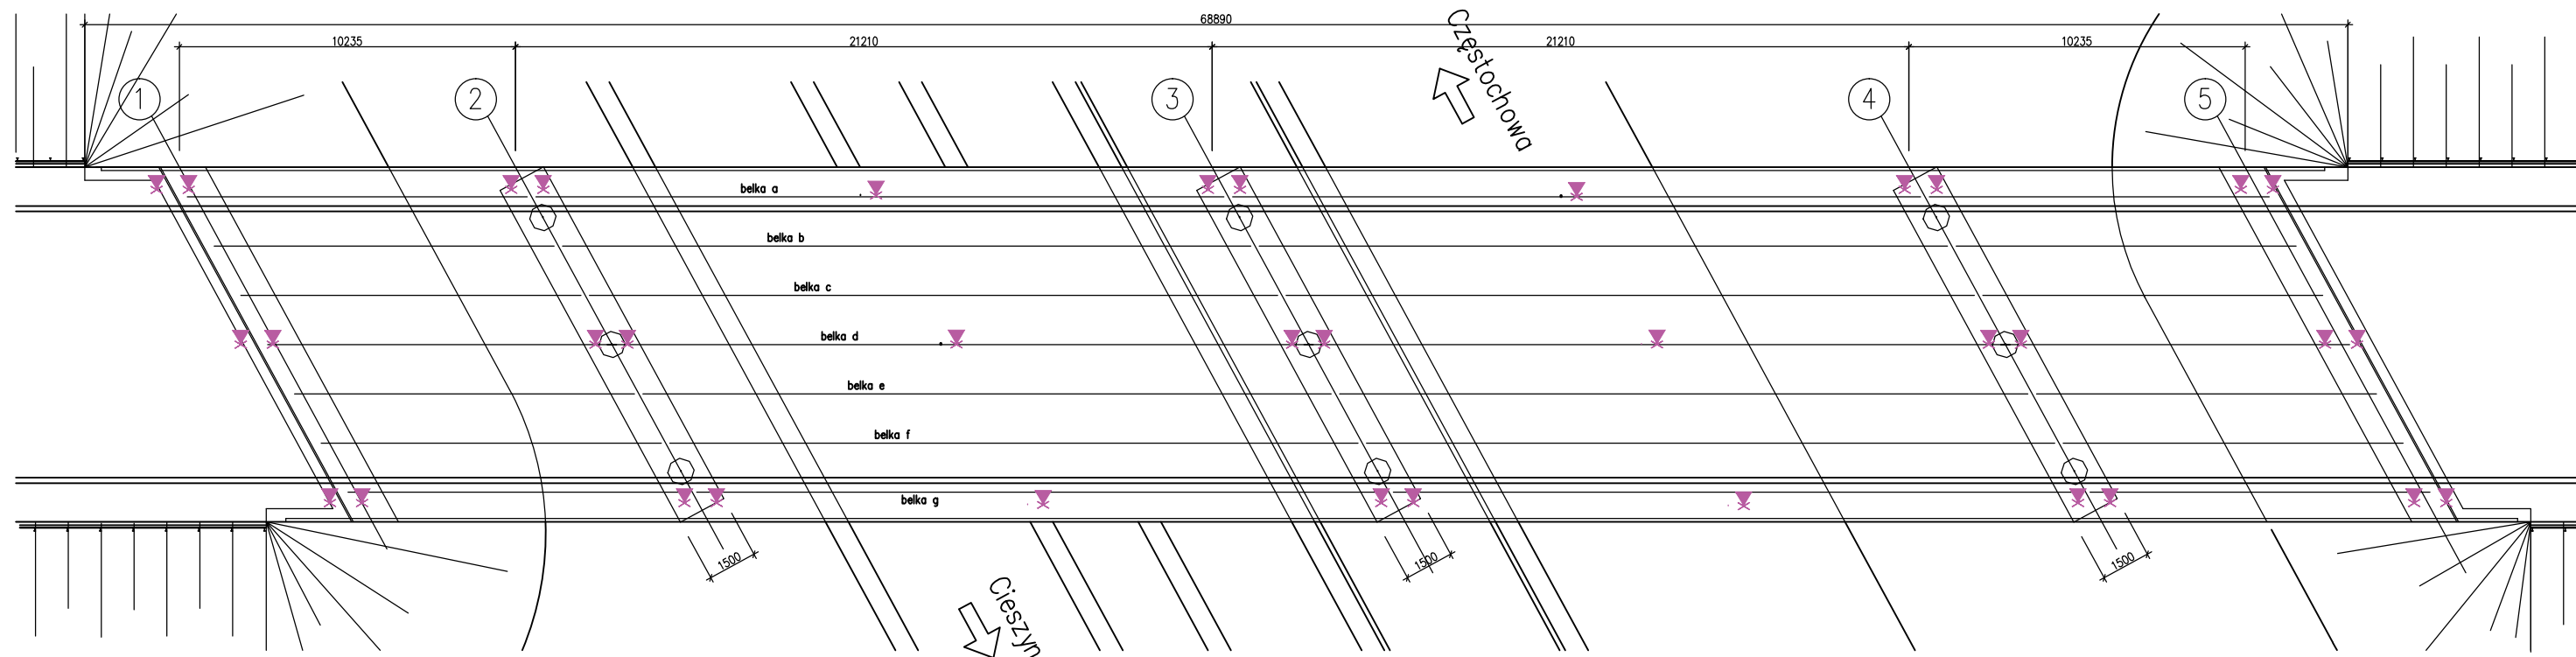 68890
10235
21210
21210
10235
Częstochowa
1
2
3
4
5
belka a
belka b
belka c
belka d
belka e
belka f
belka g
1500
1500
1500
Cieszyn